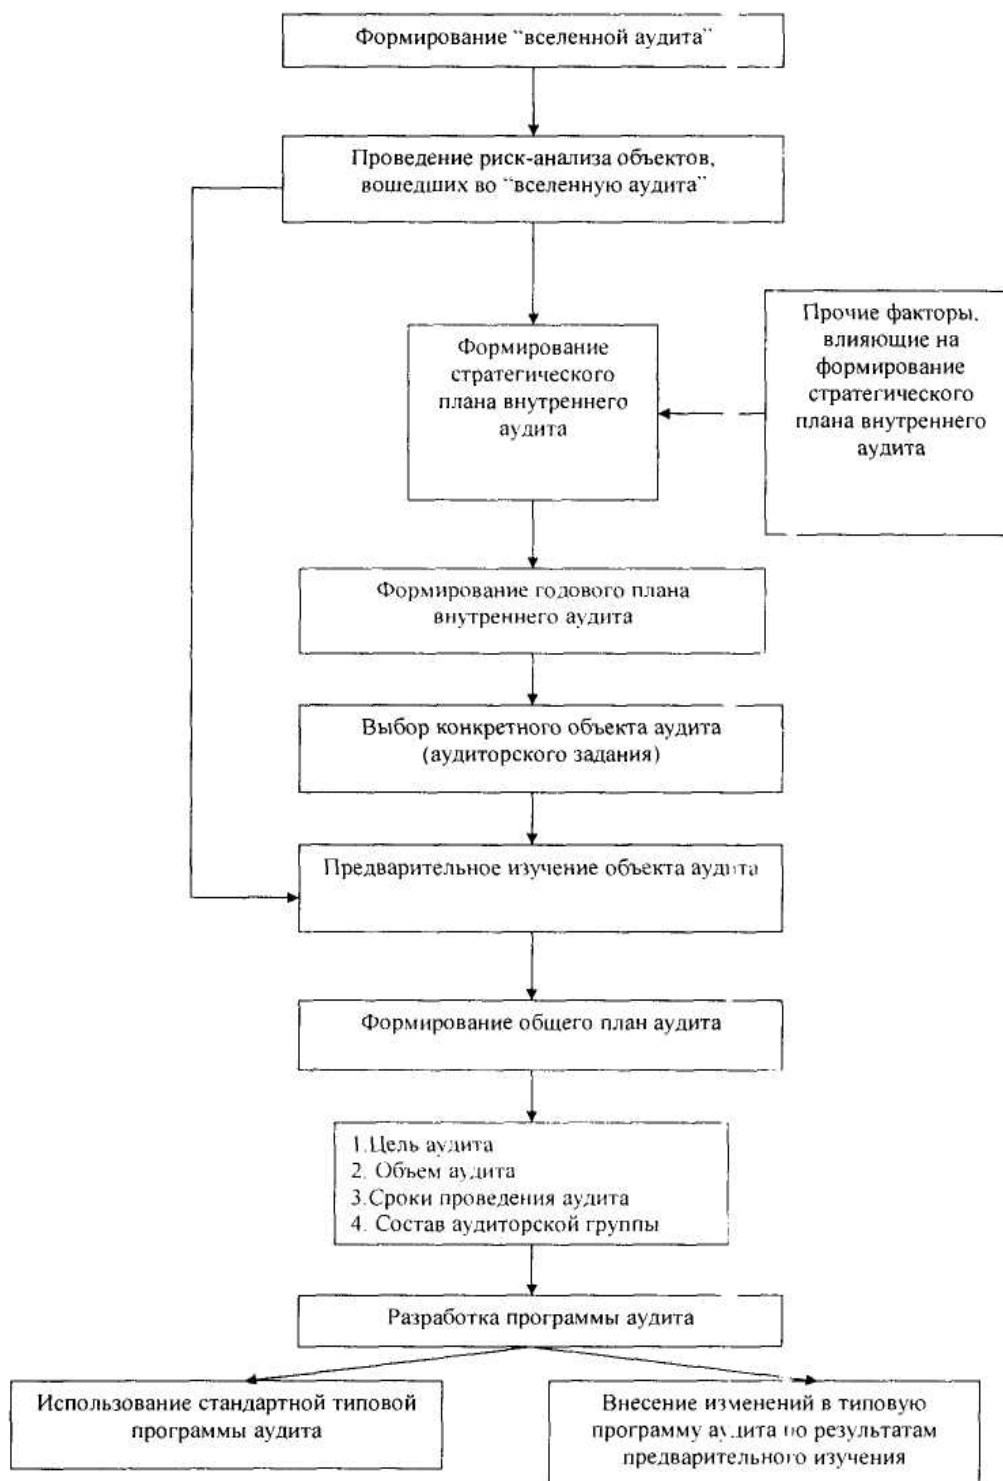 Формирование “вселенной аудита”
Проведение риск-анализа объектов,
вошедших во “вселенную аудита”
Формирование
стратегического
плана внутреннего
аудита
Прочие факторы,
влияющие на
формирование
стратегического
плана внутреннего
аудита
Формирование годового плана
внутреннего аудита
Выбор конкретного объекта аудита
(аудиторского задания)
Предварительное изучение объекта аудита
Формирование общего план аудита
1.Цель аудита
2. Объем аудита
3.Сроки проведения аудита
4. Состав аудиторской группы
Разработка программы аудита
Использование стандартной типовой
программы аудита
Внесение изменений в типовую
программу аудита по результатам
предварительного изучения